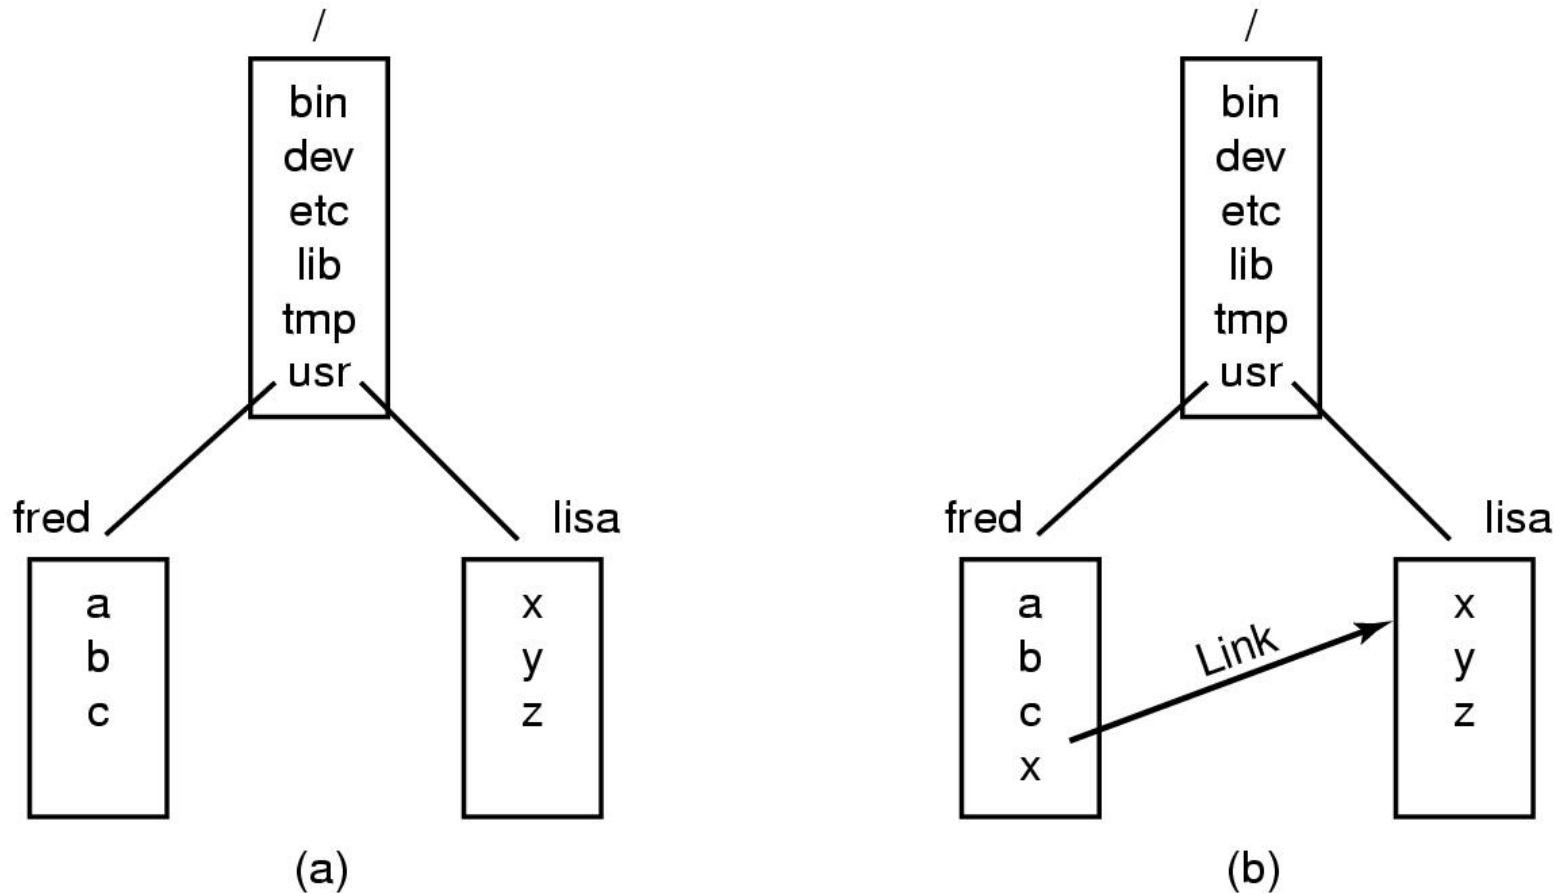 /
bin
dev
etc
lib
tmp
usr
fred
lisa
a
b
c
x
y
z
(a)
/
bin
dev
etc
lib
tmp
usr
fred
lisa
a
b
c
x
Link
x
y
z
(b)